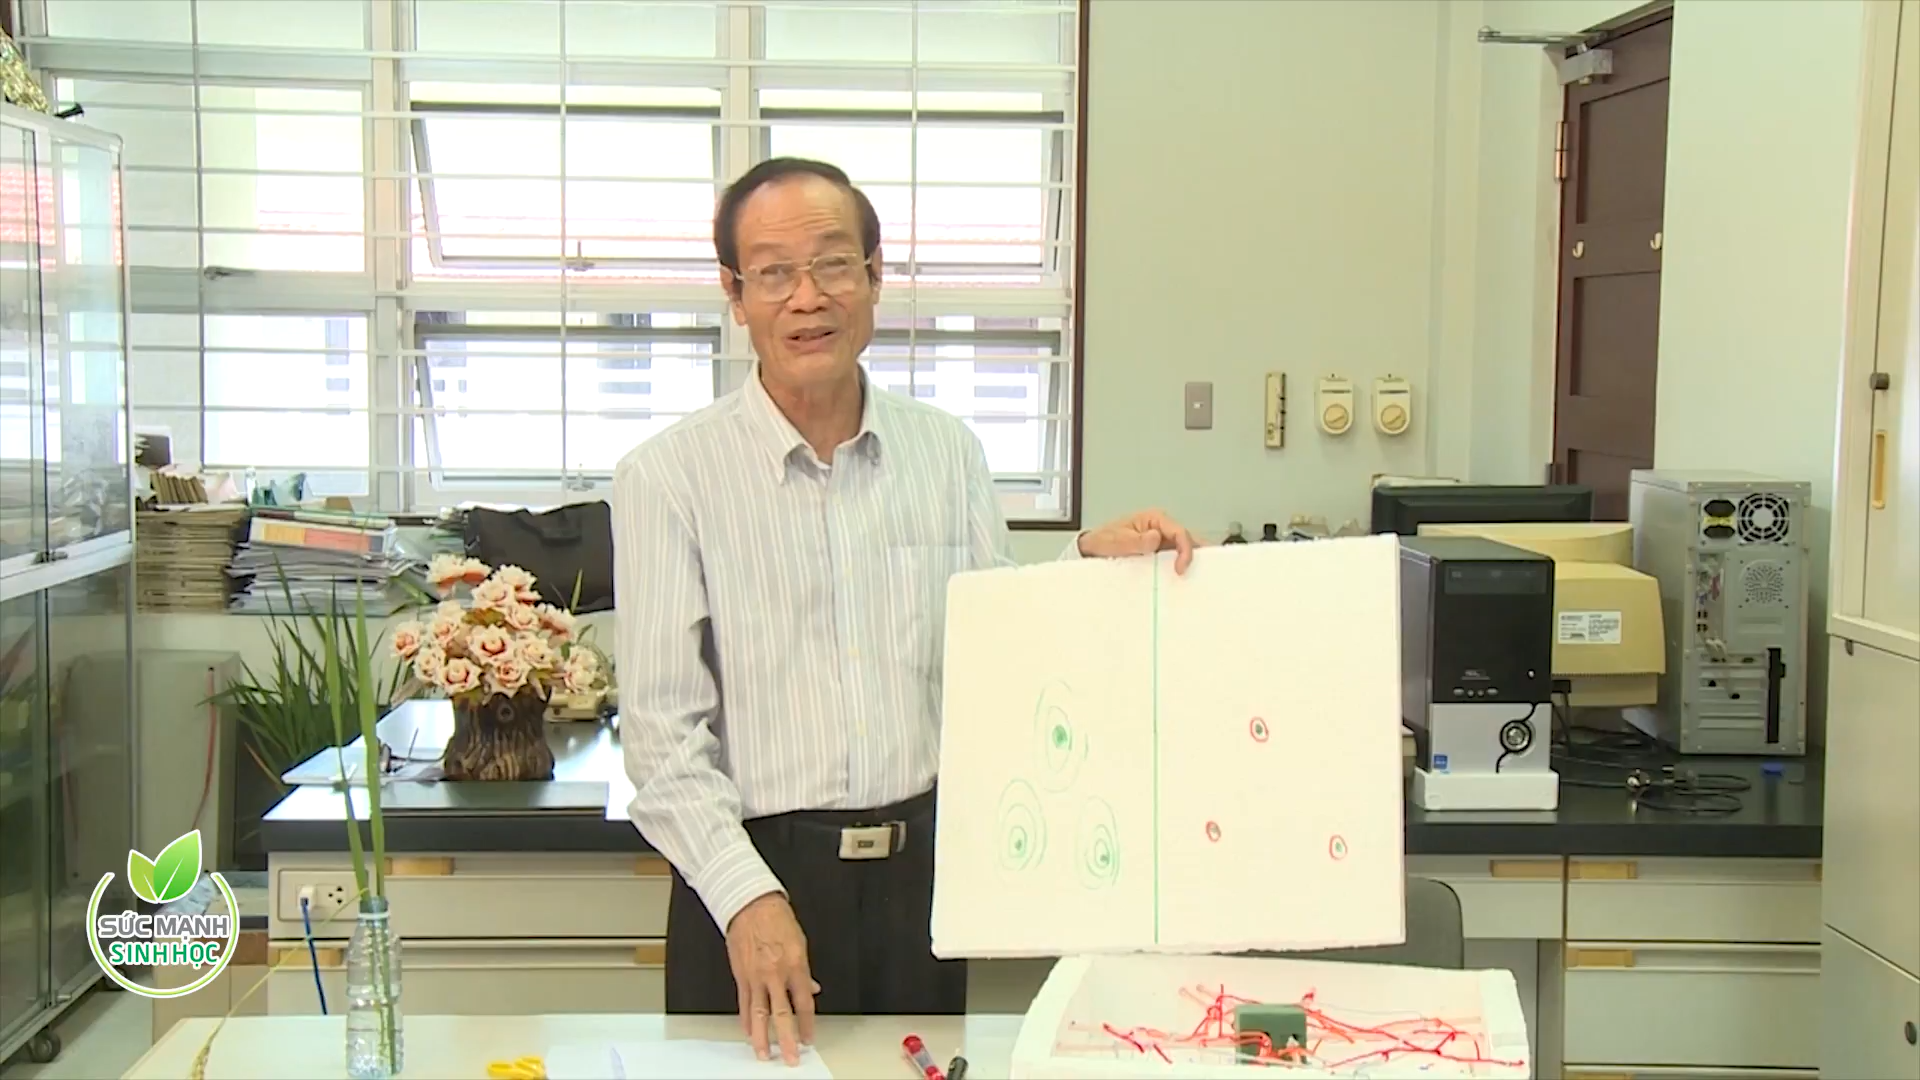 SỨC MẠNH
SINH HỌC